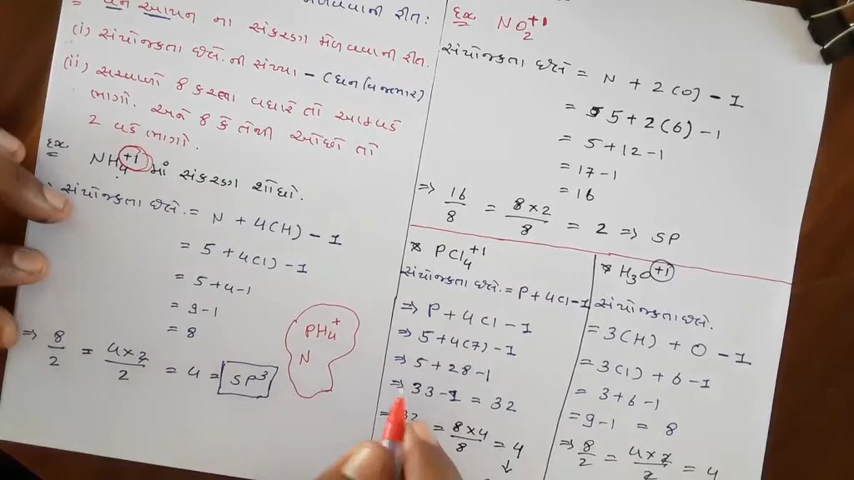 મેળવવાની રીત:
= ધન આયન ના સંકરણ મેળવવાની રીત.
(i) સંયોજકતા ઇલે. ની સંખ્યા - (ધન વિજભાર)
(ii) સરવાળો 8 કરતા વધારે તો આઠ વડે
ભાગો. અને 8 કે તેથી ઓછો તો
2 વડે ભાગો.
Ex NH4+1 માં સંકરણ શોધો.
સંયોજકતા ઇલે. = N + 4(H) - 1
= 5 + 4(1) - 1
= 5 + 4 - 1
= 9 - 1
= 8
⇒ 8/2 = 4×2/2 = 4 = SP3
PH4+
N
Ex NO2+1
સંયોજકતા ઇલે = N + 2(O) - 1
= 5 + 2(6) - 1
= 5 + 12 - 1
= 17 - 1
= 16
⇒ 16/8 = 8×2/8 = 2 ⇒ SP
* PCl4+1
સંયોજકતા ઇલે. = P + 4Cl - 1
⇒ P + 4Cl - 1
⇒ 5 + 4(7) - 1
⇒ 5 + 28 - 1
⇒ 33 - 1 = 32
= 32 = 8×4/8 = 4
↓
* H3O+1
સંયોજકતા ઇલે.
= 3(H) + O - 1
= 3(1) + 6 - 1
= 3 + 6 - 1
= 9 - 1 = 8
⇒ 8/2 = 4×2/2 = 4